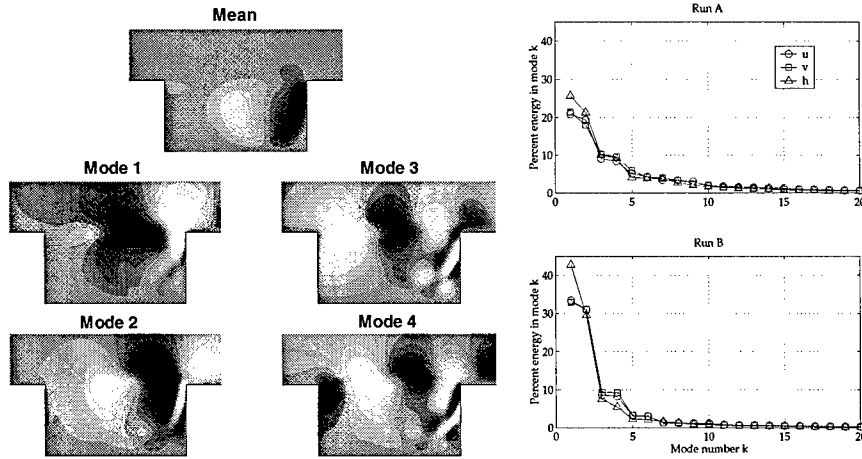 Mean
Mode 1
Mode 3
Mode 2
Mode 4
Run A
Percent energy in mode k
40
30
20
10
0
0 5 10 15 20
u
v
h
Run B
Percent energy in mode k
40
30
20
10
0
0 5 10 15 20
Mode number k